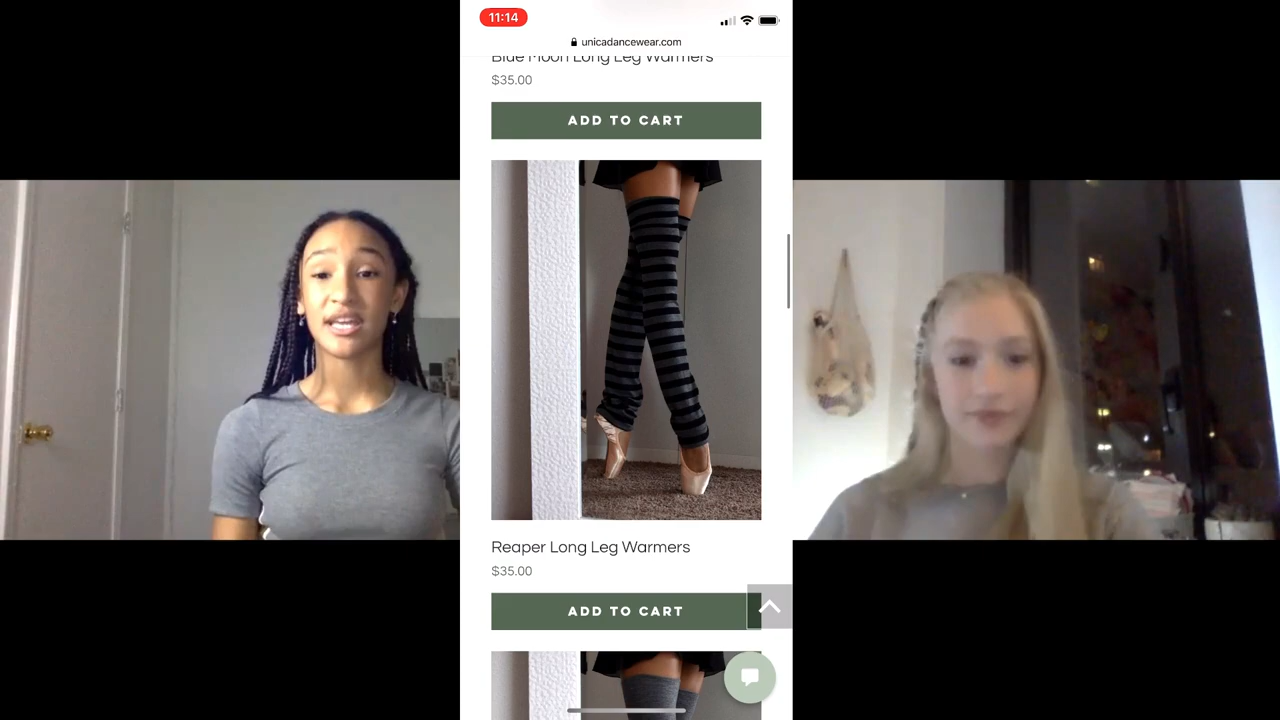 11:14
unicadancewear.com
Blue Moon Long Leg Warmers
$35.00
ADD TO CART
Reaper Long Leg Warmers
$35.00
ADD TO CART